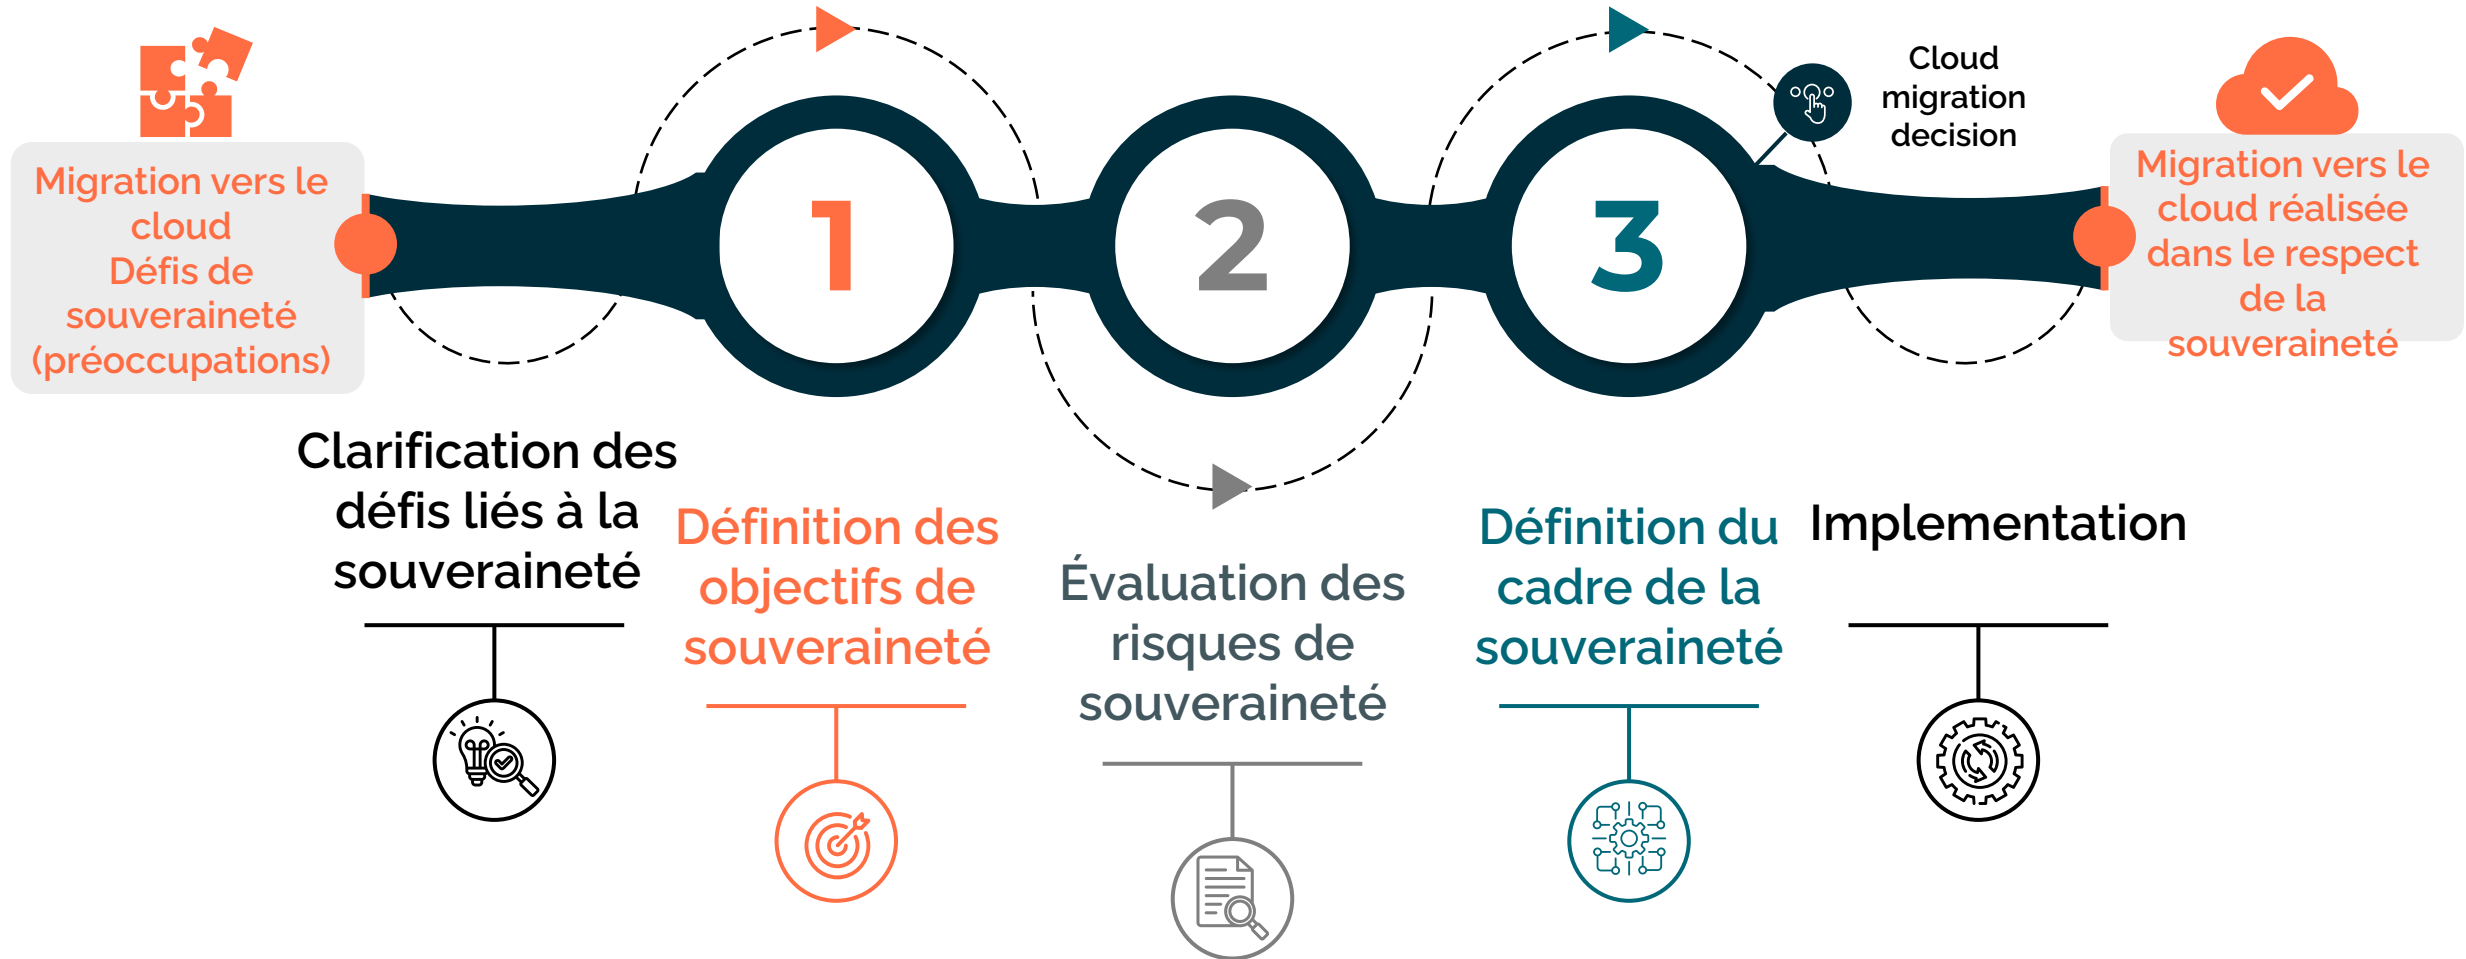 Migration vers le
cloud
Défis de
souveraineté
(préoccupations)
1
2
3
Cloud
migration
decision
Migration vers le
cloud réalisée
dans le respect
de la
souveraineté
Clarification des
défis liés à la
souveraineté
Définition des
objectifs de
souveraineté
Évaluation des
risques de
souveraineté
Définition du
cadre de la
souveraineté
Implementation